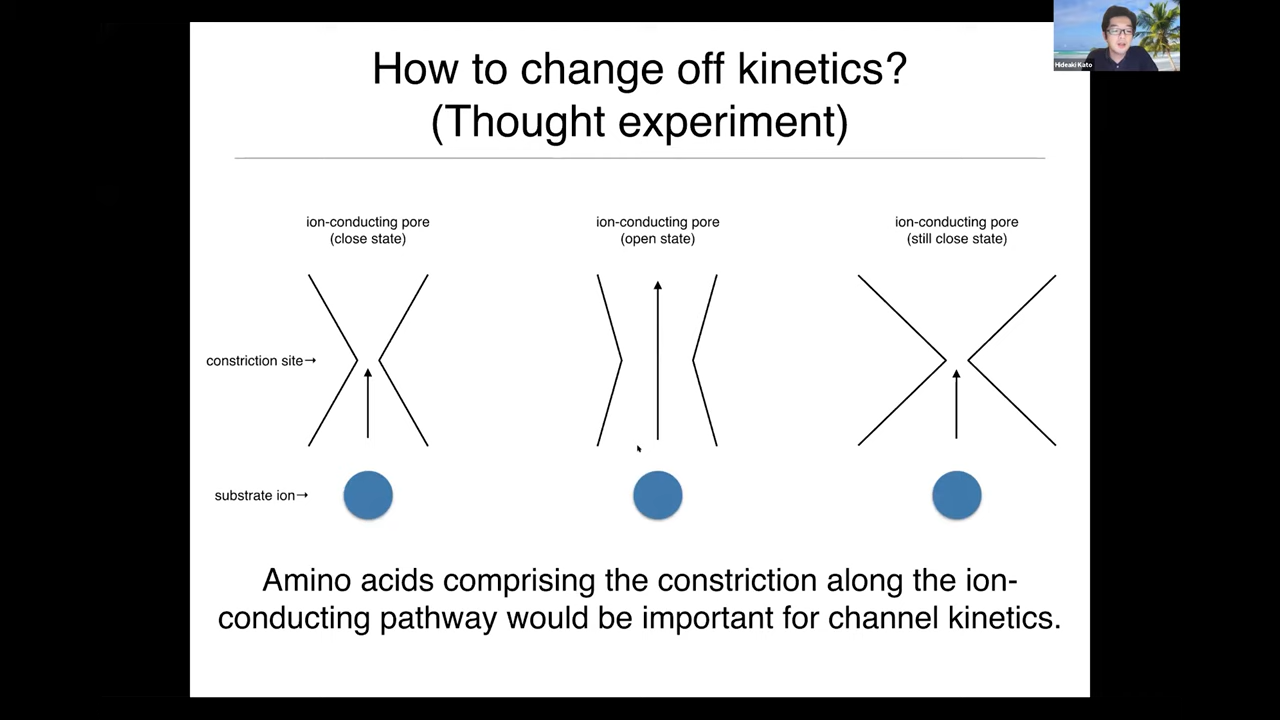 How to change off kinetics?
(Thought experiment)
Hideaki Kato
ion-conducting pore
(close state)
ion-conducting pore
(open state)
ion-conducting pore
(still close state)
constriction site→
substrate ion→
Amino acids comprising the constriction along the ion-
conducting pathway would be important for channel kinetics.